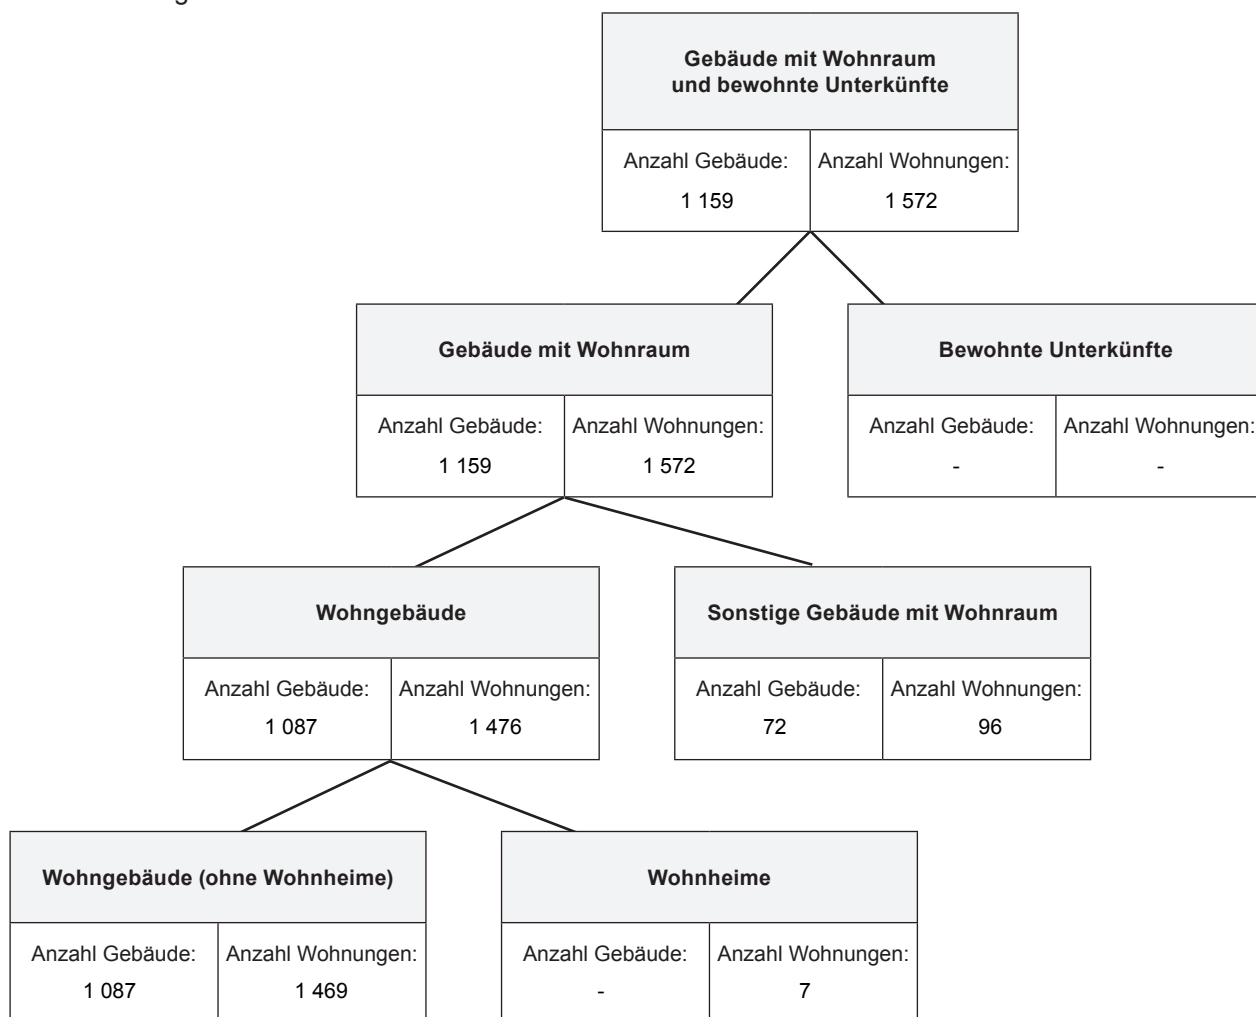 Gebäude mit Wohnraum
und bewohnte Unterkünfte
Anzahl Gebäude: Anzahl Wohnungen:
1 159 1 572
Gebäude mit Wohnraum
Anzahl Gebäude: Anzahl Wohnungen:
1 159 1 572
Bewohnte Unterkünfte
Anzahl Gebäude: Anzahl Wohnungen:
- -
Wohngebäude
Anzahl Gebäude: Anzahl Wohnungen:
1 087 1 476
Sonstige Gebäude mit Wohnraum
Anzahl Gebäude: Anzahl Wohnungen:
72 96
Wohngebäude (ohne Wohnheime)
Anzahl Gebäude: Anzahl Wohnungen:
1 087 1 469
Wohnheime
Anzahl Gebäude: Anzahl Wohnungen:
- 7